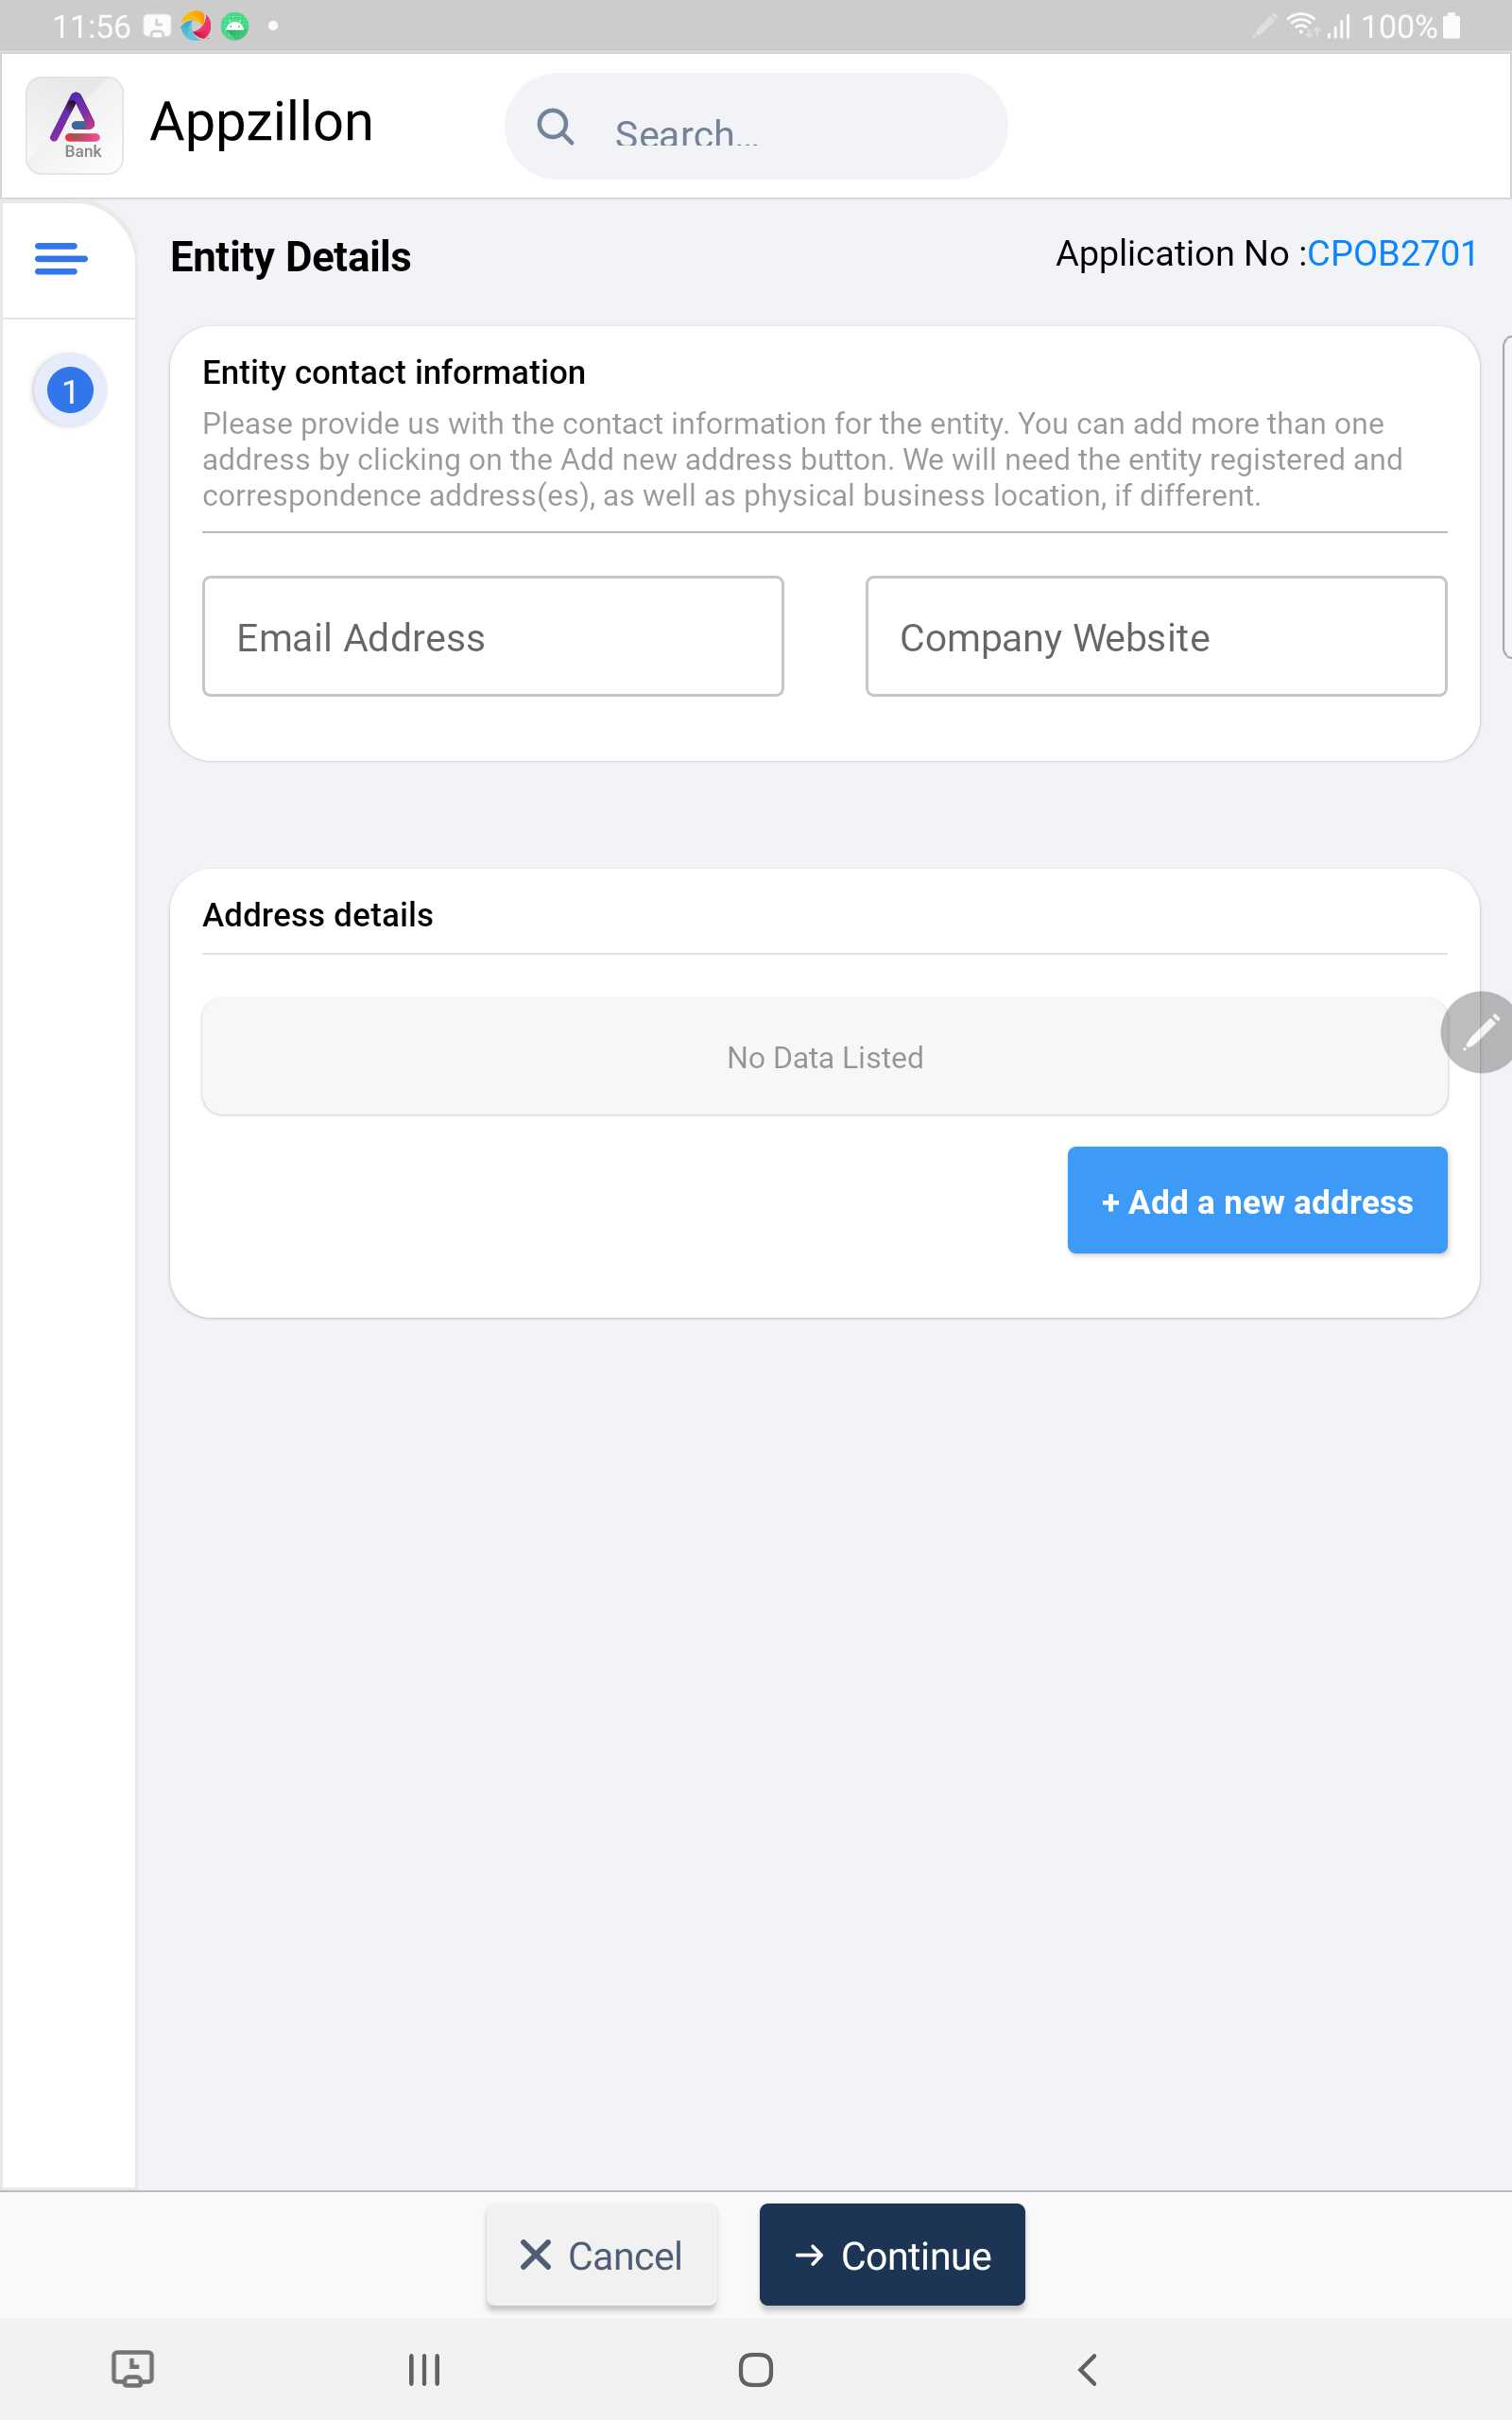 11:56
100%
Bank
Appzillon
Search...
Entity Details
Application No :CPOB2701
1
Entity contact information
Please provide us with the contact information for the entity. You can add more than one
address by clicking on the Add new address button. We will need the entity registered and
correspondence address(es), as well as physical business location, if different.
Email Address
Company Website
Address details
No Data Listed
+ Add a new address
Cancel
Continue